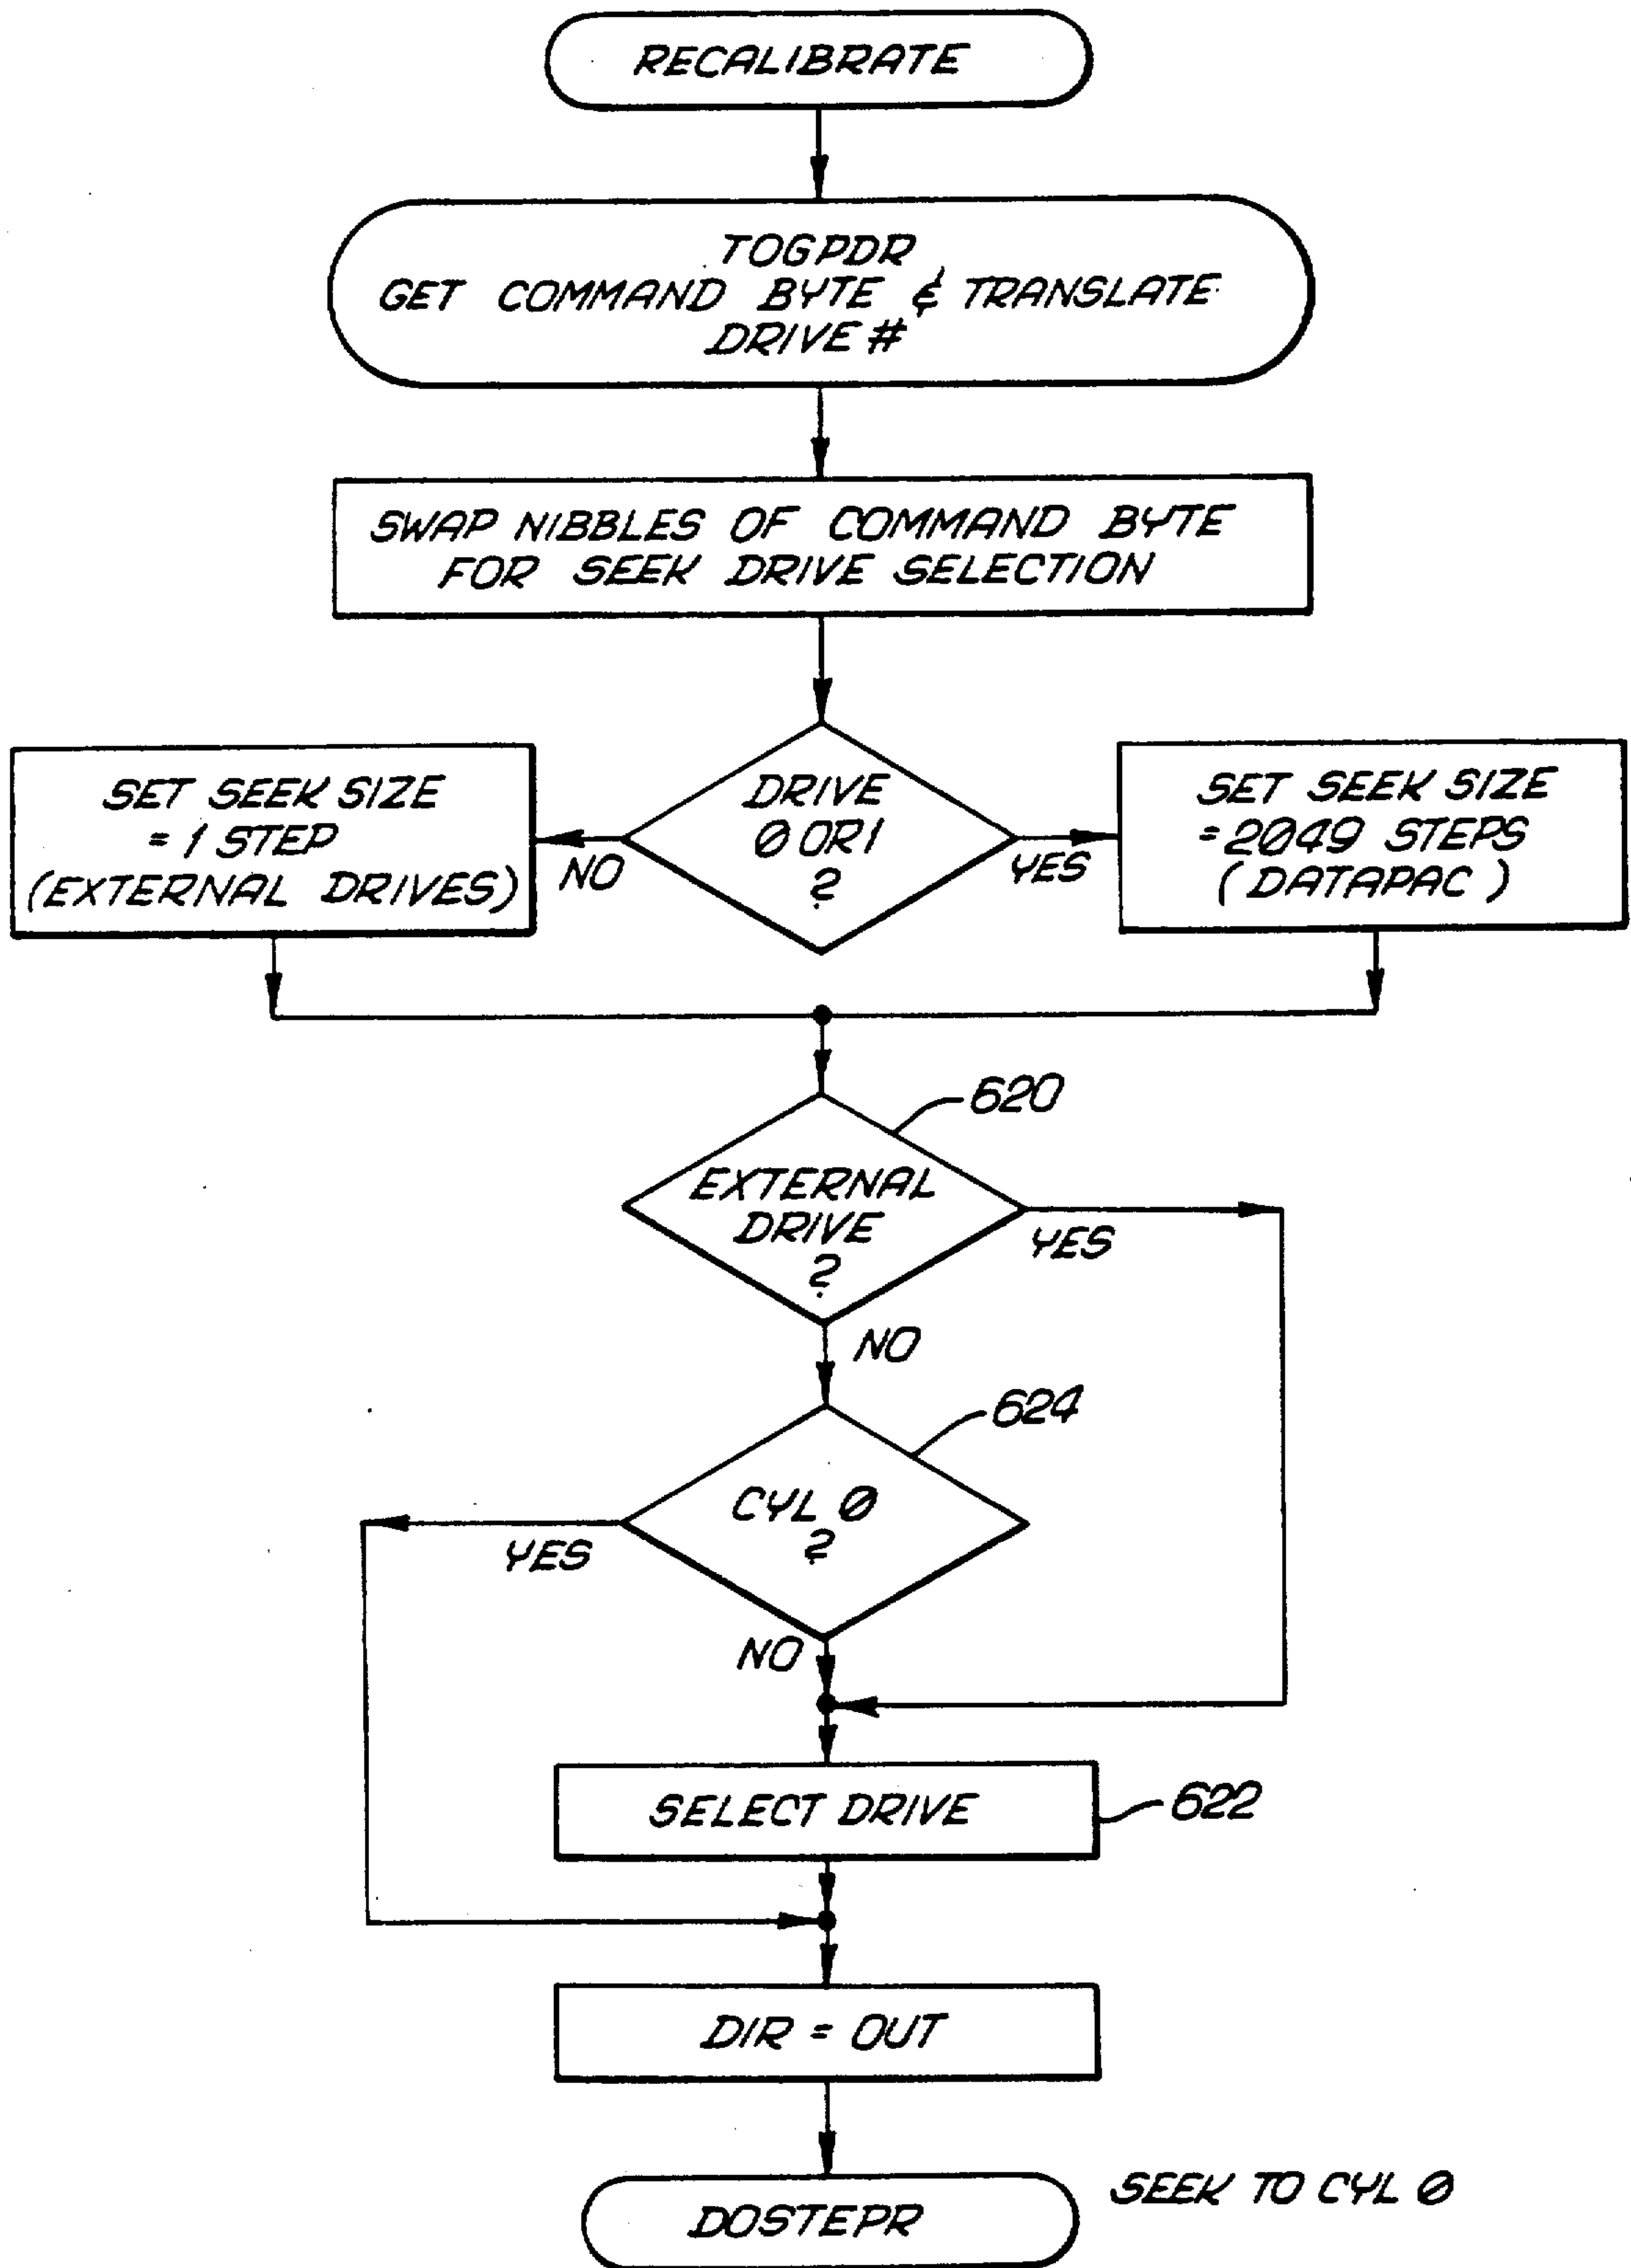 RECALIBRATE
TOGPDR
GET COMMAND BYTE & TRANSLATE
DRIVE #
SWAP NIBBLES OF COMMAND BYTE
FOR SEEK DRIVE SELECTION
SET SEEK SIZE
= 1 STEP
(EXTERNAL DRIVES)
NO
DRIVE
0 OR 1
?
YES
SET SEEK SIZE
= 2049 STEPS
( DATAPAC )
620
EXTERNAL
DRIVE
?
YES
NO
624
CYL 0
?
YES
NO
SELECT DRIVE
622
DIR = OUT
DOSTEPR
SEEK TO CYL 0